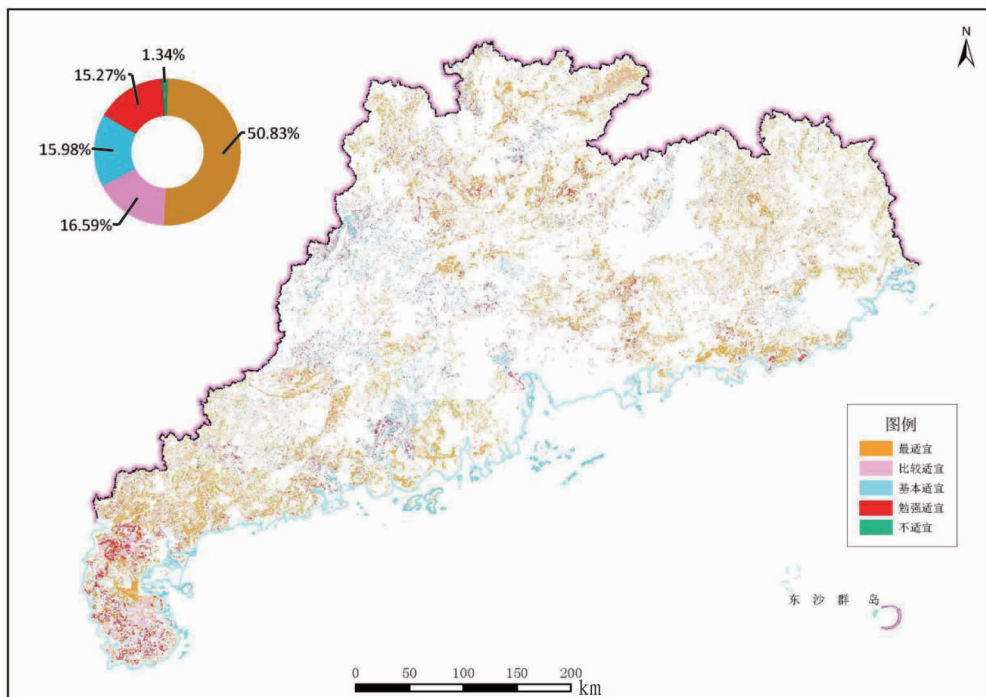 1.34%
15.27%
50.83%
15.98%
16.59%
N
图例
最适宜
比较适宜
基本适宜
勉强适宜
不适宜
东沙群岛
0 50 100 150 200
km